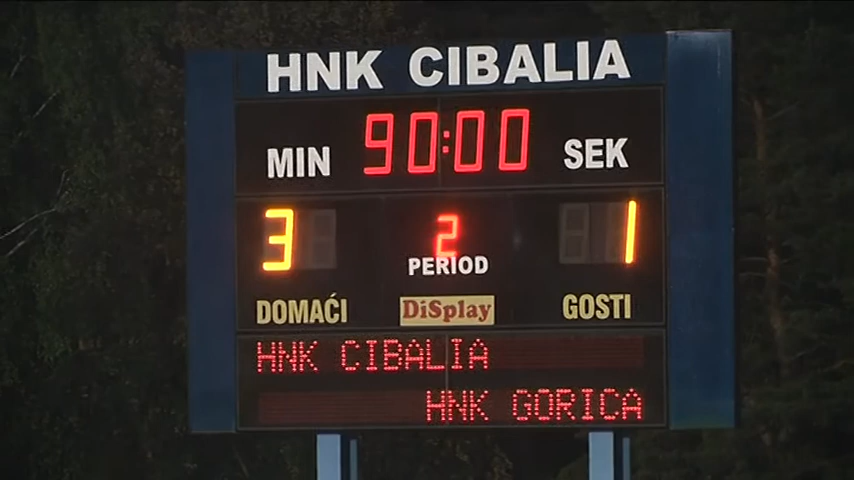 HNK CIBALIA
MIN 90:00 SEK
3 2 1
PERIOD
DOMAĆI DiSplay GOSTI
HNK CIBALIA
HNK GORICA